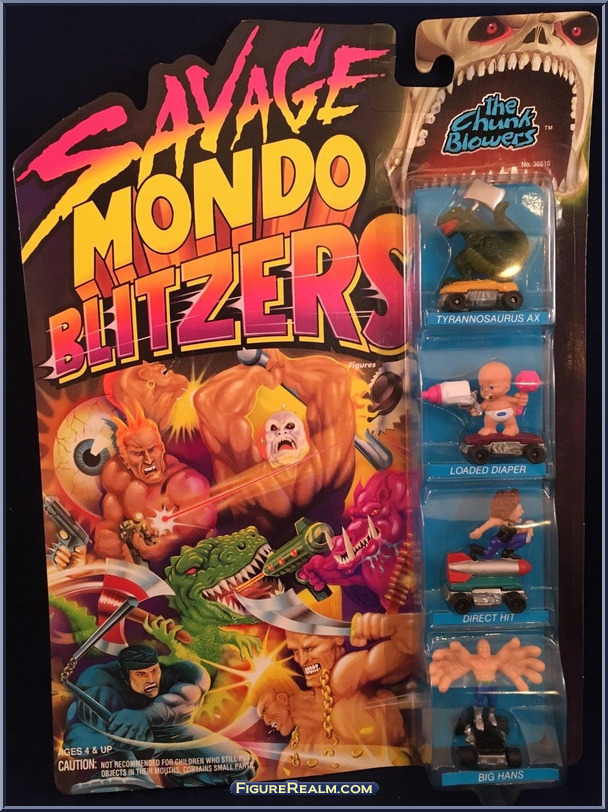 SAVAGE
MONDO
BLITZERS
the
Chunk
Blowers™
No. 36610
Figures
TYRANNOSAURUS AX
LOADED DIAPER
DIRECT HIT
BIG HANS
AGES 4 & UP
CAUTION: NOT RECOMMENDED FOR CHILDREN WHO STILL PUT
OBJECTS IN THEIR MOUTHS, CONTAINS SMALL PARTS.
FIGUREREALM.COM